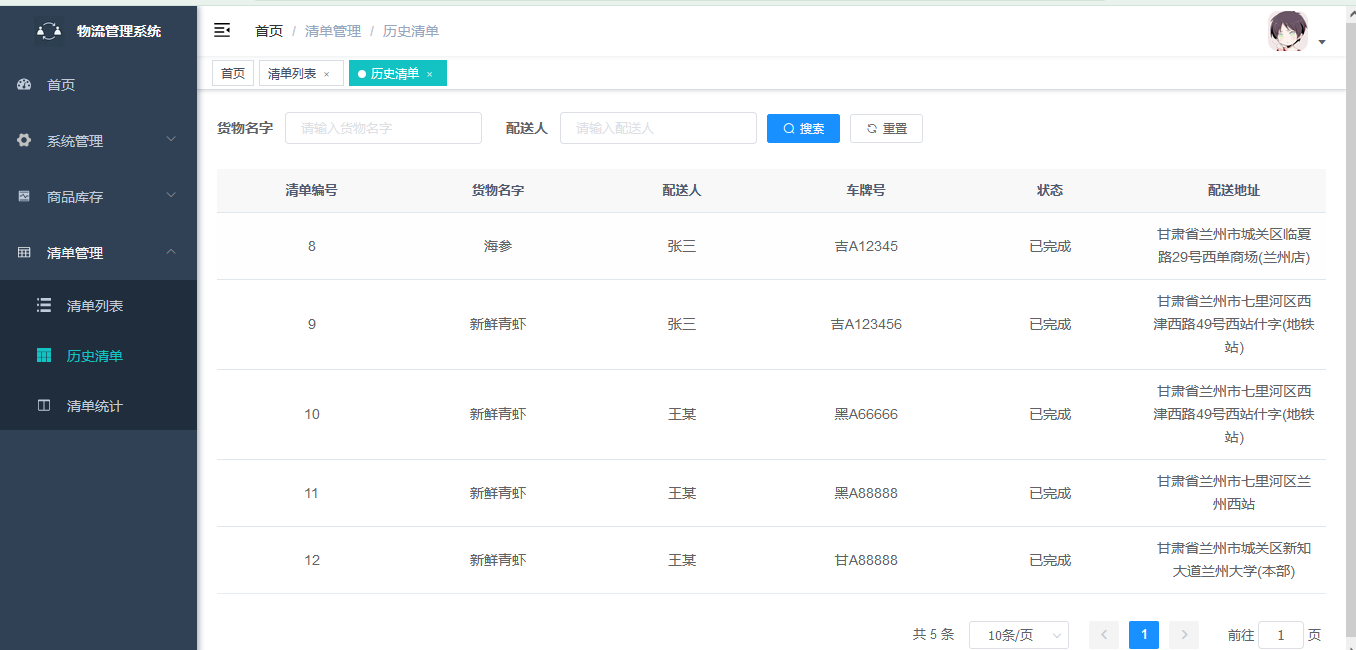 物流管理系统
首页
系统管理
商品库存
清单管理
清单列表
历史清单
清单统计
首页 / 清单管理 / 历史清单
首页 清单列表 × 历史清单 ×
货物名字 请输入货物名字 配送人 请输入配送人 搜索 重置
清单编号 货物名字 配送人 车牌号 状态 配送地址
8 海参 张三 吉A12345 已完成 甘肃省兰州市城关区临夏
路29号西单商场(兰州店)
9 新鲜青虾 张三 吉A123456 已完成 甘肃省兰州市七里河区西
津西路49号西站什字(地铁
站)
10 新鲜青虾 王某 黑A66666 已完成 甘肃省兰州市七里河区西
津西路49号西站什字(地铁
站)
11 新鲜青虾 王某 黑A88888 已完成 甘肃省兰州市七里河区兰
州西站
12 新鲜青虾 王某 甘A88888 已完成 甘肃省兰州市城关区新知
大道兰州大学(本部)
共 5 条 10条/页 < 1 > 前往 1 页